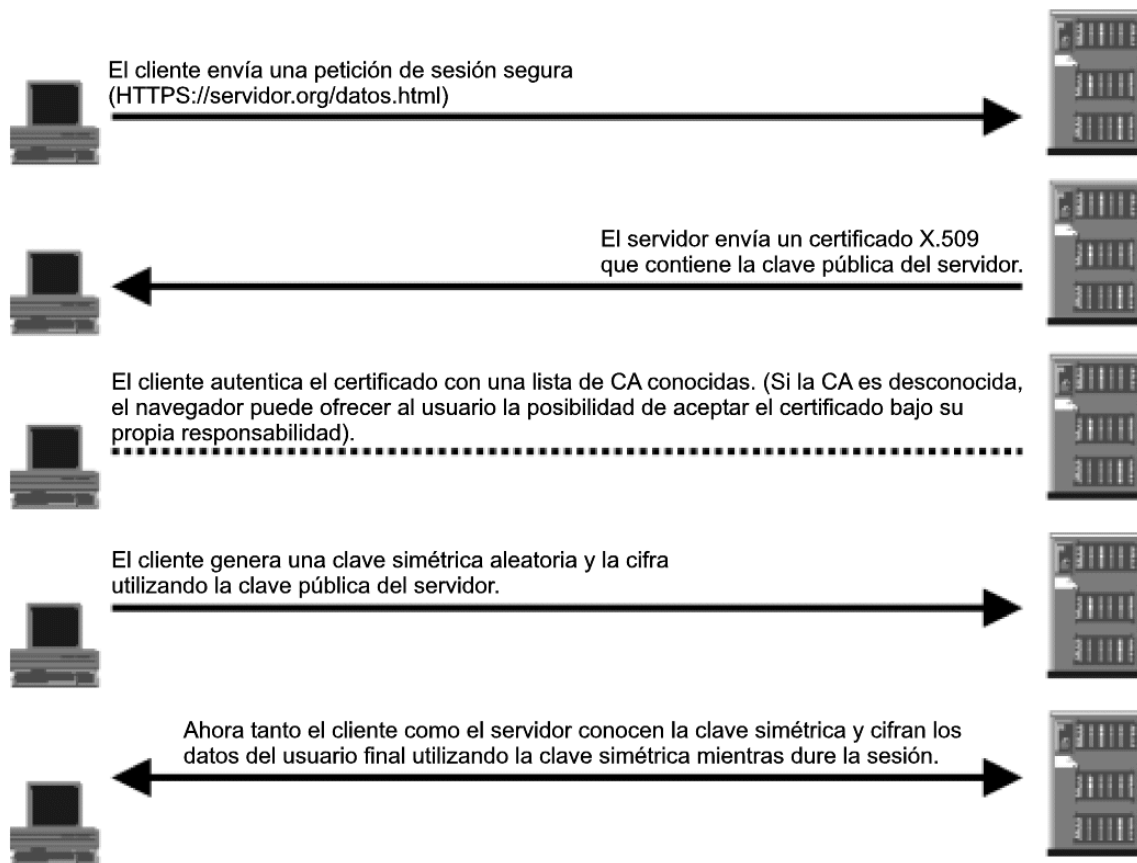 El cliente envía una petición de sesión segura
(HTTPS://servidor.org/datos.html)
El servidor envía un certificado X.509
que contiene la clave pública del servidor.
El cliente autentica el certificado con una lista de CA conocidas. (Si la CA es desconocida,
el navegador puede ofrecer al usuario la posibilidad de aceptar el certificado bajo su
propia responsabilidad).
El cliente genera una clave simétrica aleatoria y la cifra
utilizando la clave pública del servidor.
Ahora tanto el cliente como el servidor conocen la clave simétrica y cifran los
datos del usuario final utilizando la clave simétrica mientras dure la sesión.